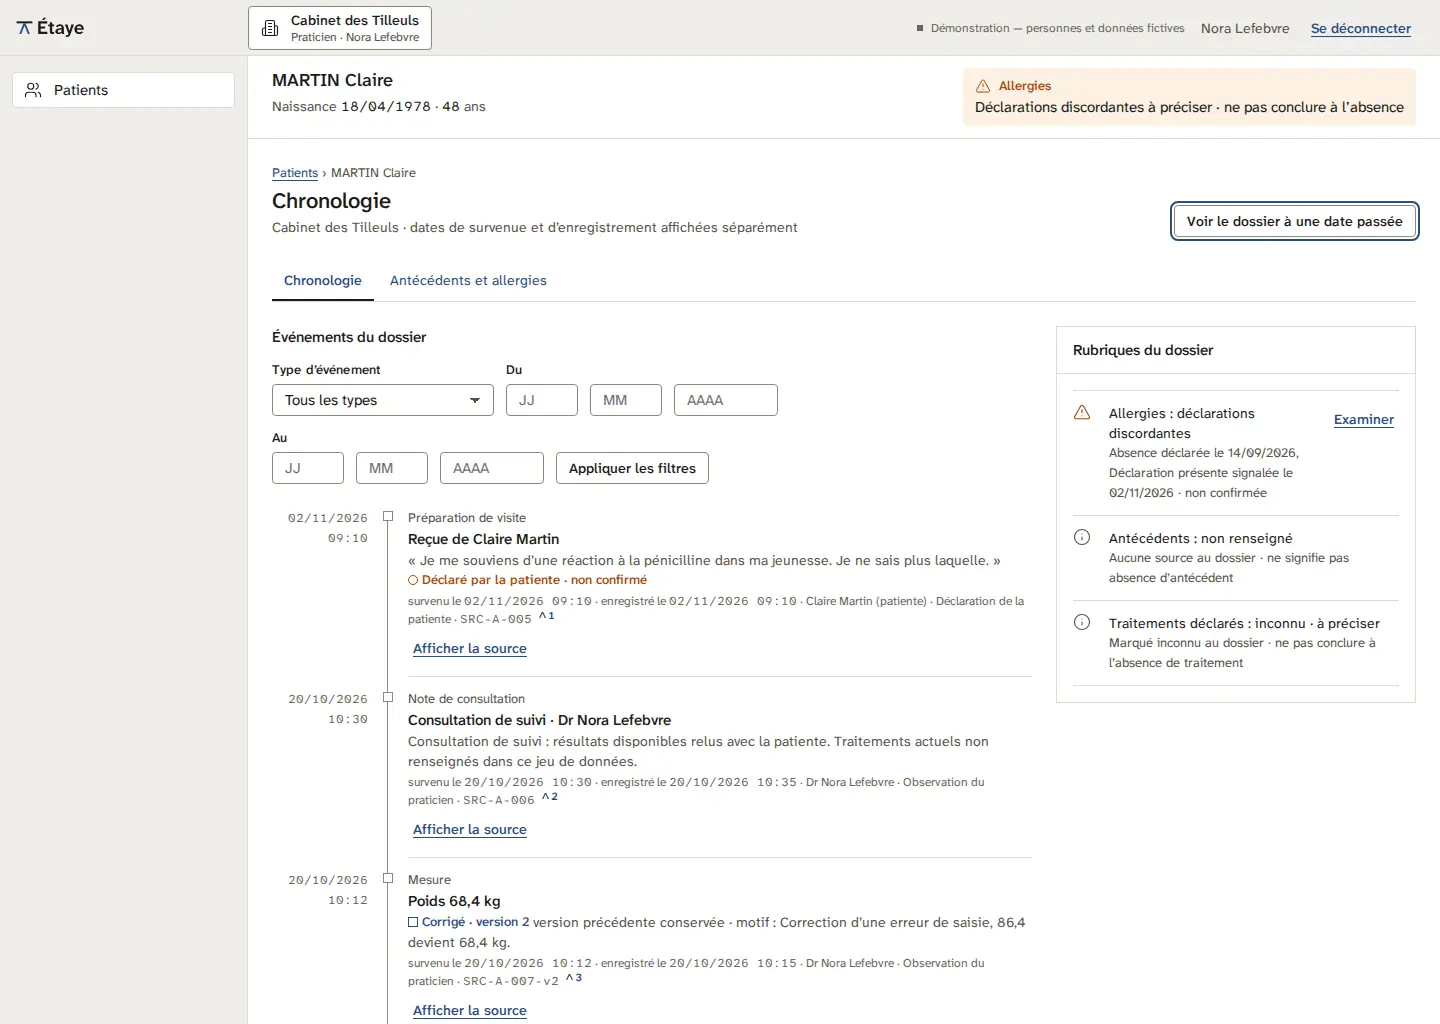 Étaye
Cabinet des Tilleuls
Praticien · Nora Lefebvre
Démonstration — personnes et données fictives
Nora Lefebvre
Se déconnecter
Patients
MARTIN Claire
Naissance 18/04/1978 · 48 ans
Allergies
Déclarations discordantes à préciser · ne pas conclure à l’absence
Patients › MARTIN Claire
Chronologie
Cabinet des Tilleuls · dates de survenue et d’enregistrement affichées séparément
Voir le dossier à une date passée
Chronologie
Antécédents et allergies
Événements du dossier
Type d’événement
Du
Tous les types
JJ
MM
AAAA
Au
JJ
MM
AAAA
Appliquer les filtres
02/11/2026
09:10
Préparation de visite
Reçue de Claire Martin
« Je me souviens d’une réaction à la pénicilline dans ma jeunesse. Je ne sais plus laquelle. »
Déclaré par la patiente · non confirmé
survenu le 02/11/2026 09:10 · enregistré le 02/11/2026 09:10 · Claire Martin (patiente) · Déclaration de la
patiente · SRC-A-005 ^1
Afficher la source
20/10/2026
10:30
Note de consultation
Consultation de suivi · Dr Nora Lefebvre
Consultation de suivi : résultats disponibles relus avec la patiente. Traitements actuels non
renseignés dans ce jeu de données.
survenu le 20/10/2026 10:30 · enregistré le 20/10/2026 10:35 · Dr Nora Lefebvre · Observation du
praticien · SRC-A-006 ^2
Afficher la source
20/10/2026
10:12
Mesure
Poids 68,4 kg
Corrigé · version 2 version précédente conservée · motif : Correction d’une erreur de saisie, 86,4
devient 68,4 kg.
survenu le 20/10/2026 10:12 · enregistré le 20/10/2026 10:15 · Dr Nora Lefebvre · Observation du
praticien · SRC-A-007-v2 ^3
Afficher la source
Rubriques du dossier
Allergies : déclarations
discordantes
Absence déclarée le 14/09/2026,
Déclaration présente signalée le
02/11/2026 · non confirmée
Examiner
Antécédents : non renseigné
Aucune source au dossier · ne signifie pas
absence d’antécédent
Traitements déclarés : inconnu · à préciser
Marqué inconnu au dossier · ne pas conclure à
l’absence de traitement